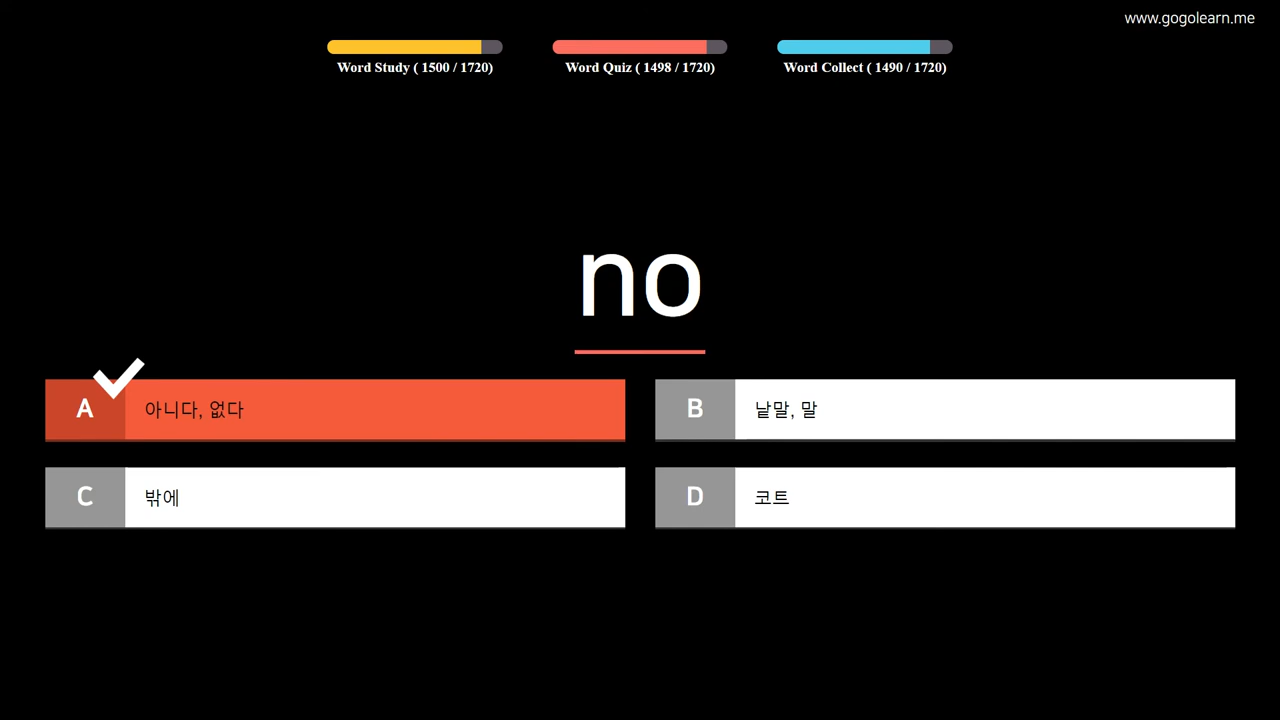 www.gogolearn.me
Word Study ( 1500 / 1720)
Word Quiz ( 1498 / 1720)
Word Collect ( 1490 / 1720)
no
A 아니다, 없다
B 낱말, 말
C 밖에
D 코트